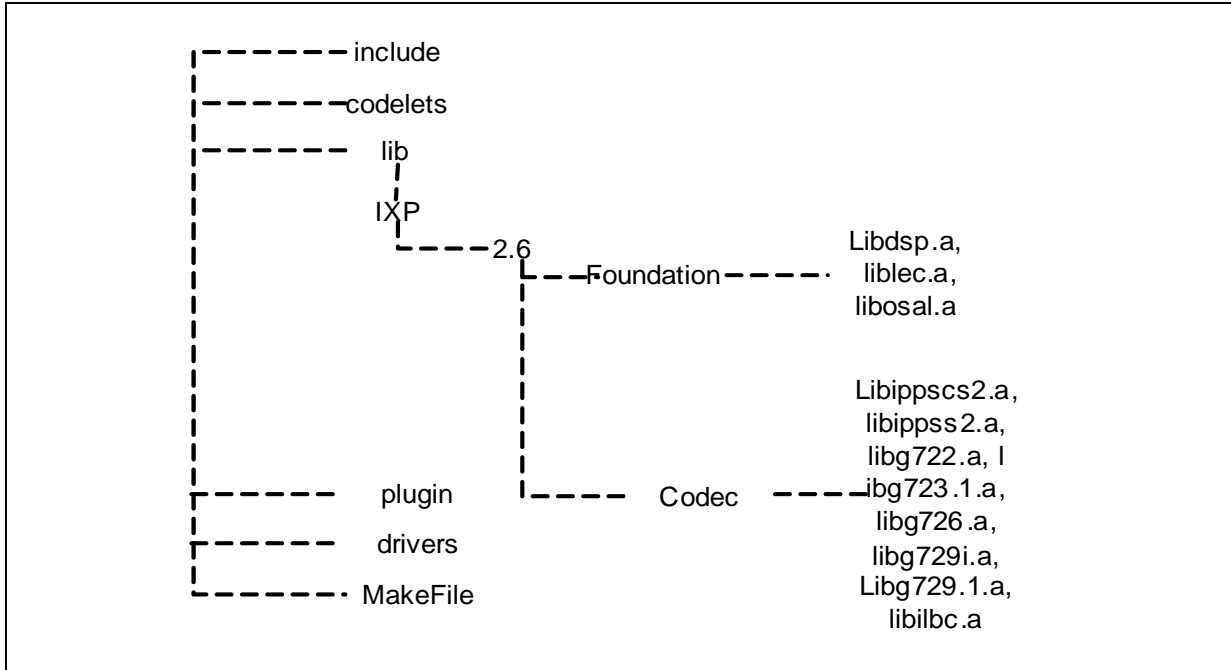 include
codelets
lib
IXP
2.6
Foundation
Libdsp.a,
liblec.a,
libosal.a
Libippscs2.a,
libippss2.a,
libg722.a, l
ibg723.1.a,
libg726.a,
libg729i.a,
Libg729.1.a,
libilbc.a
Codec
plugin
drivers
MakeFile